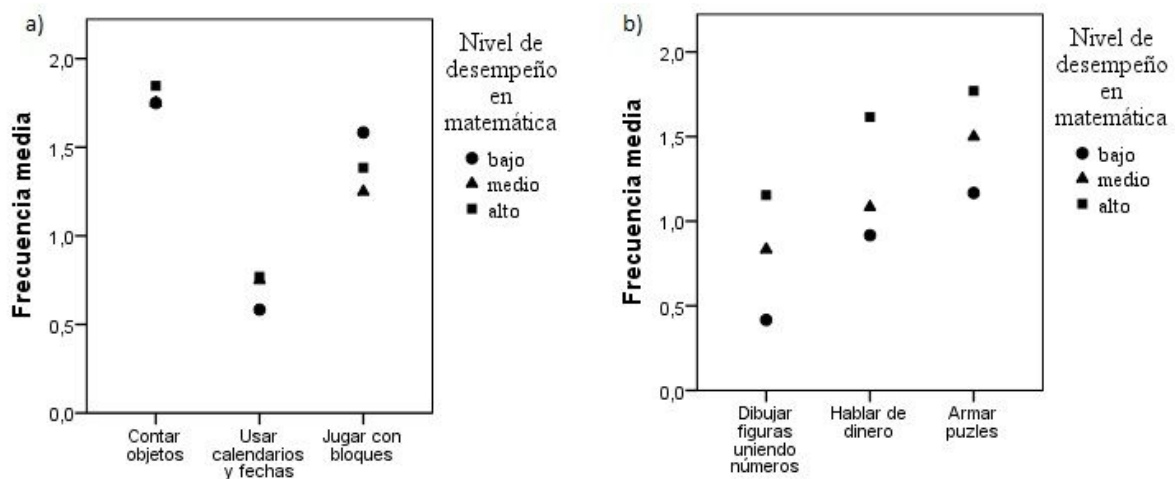 a)
Frecuencia media
2,0
1,5
1,0
0,5
0,0
Contar
objetos
Usar
calendarios
y fechas
Jugar con
bloques
Nivel de
desempeño
en
matemática
bajo
medio
alto
b)
Frecuencia media
2,0
1,5
1,0
0,5
0,0
Dibujar
figuras
uniendo
números
Hablar de
dinero
Armar
puzles
Nivel de
desempeño
en
matemática
bajo
medio
alto